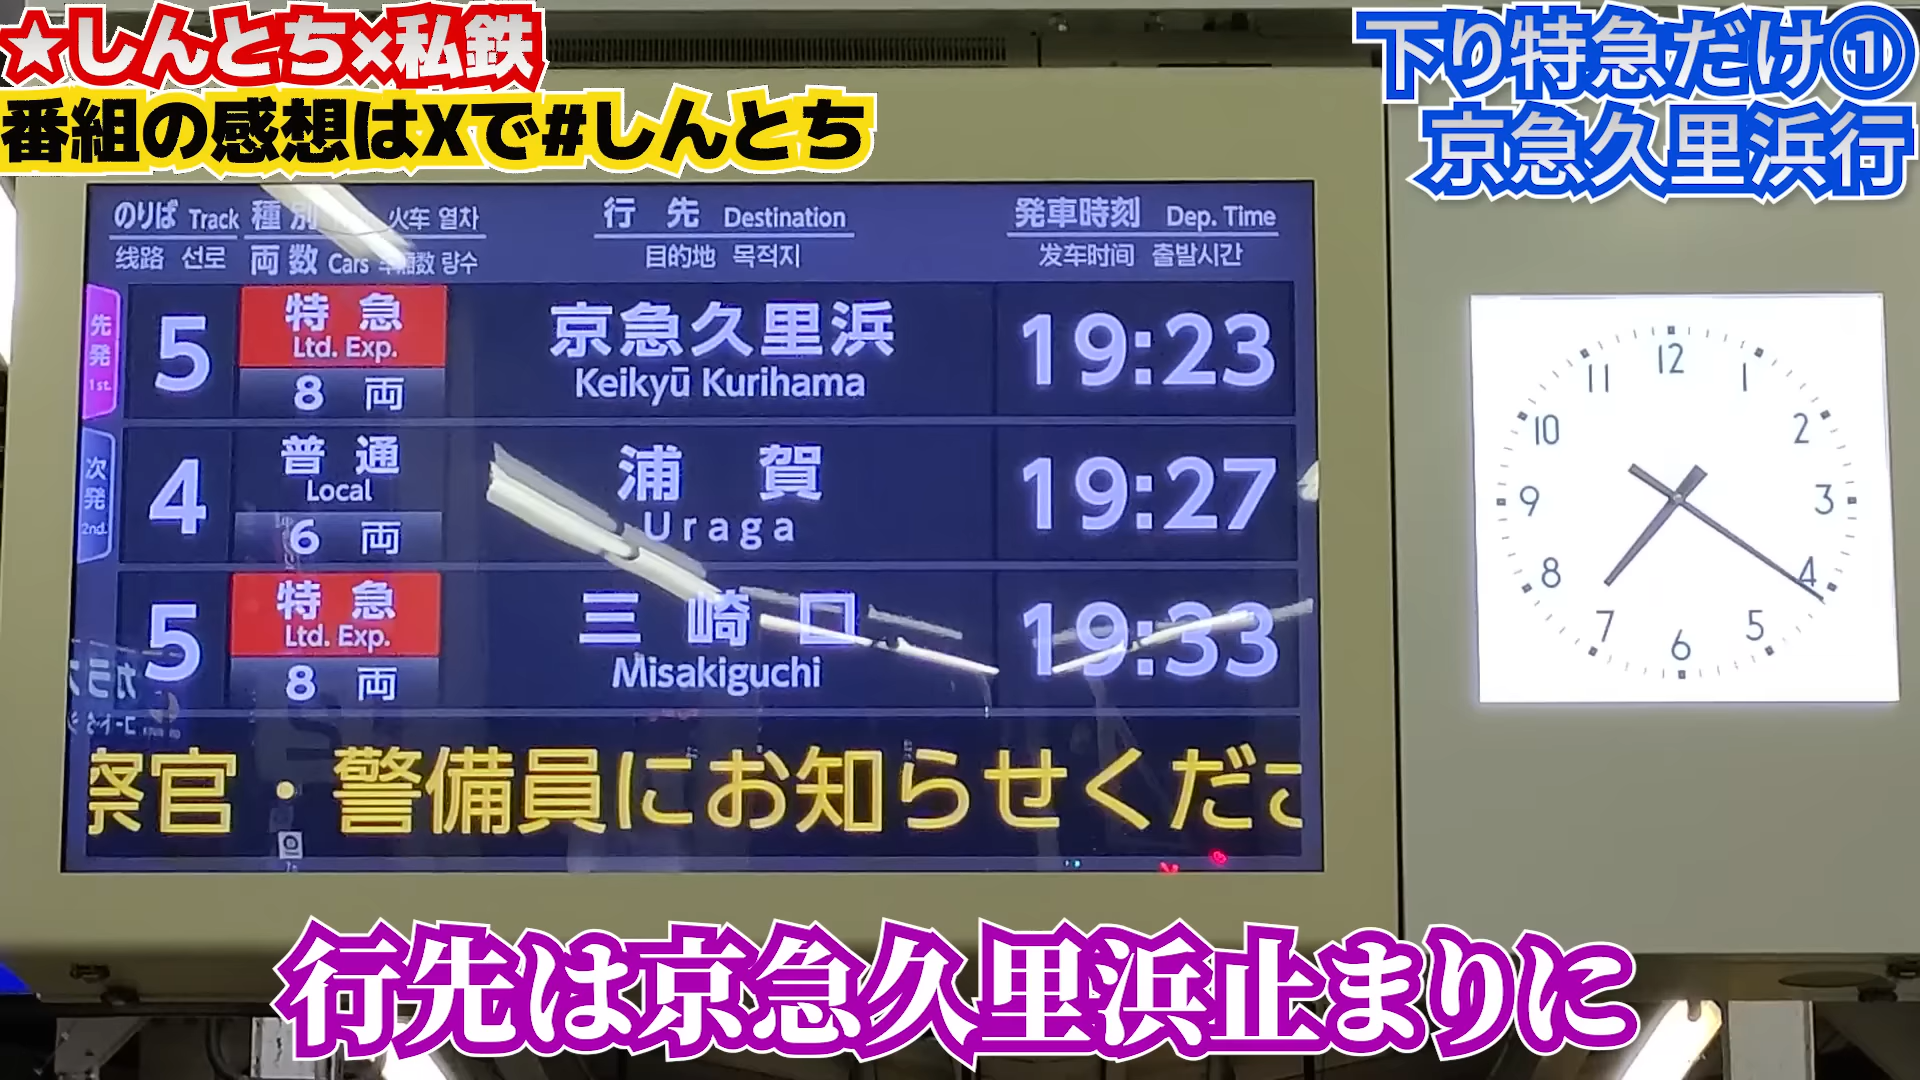 ★しんとち×私鉄
番組の感想はXで#しんとち
下り特急だけ①
京急久里浜行
のりば Track 種別 火车 열차 行先 Destination 発車時刻 Dep. Time
线路 선로 両数 Cars 车厢数 량수 目的地 목적지 发车时间 출발시간
先発 1st. 5 特急 Ltd. Exp. 8両 京急久里浜 Keikyū Kurihama 19:23
次発 2nd. 4 普通 Local 6両 浦賀 Uraga 19:27
5 特急 Ltd. Exp. 8両 三崎口 Misakiguchi 19:33
察官・警備員にお知らせくださ
12 1 2 3 4 5 6 7 8 9 10 11
行先は京急久里浜止まりに